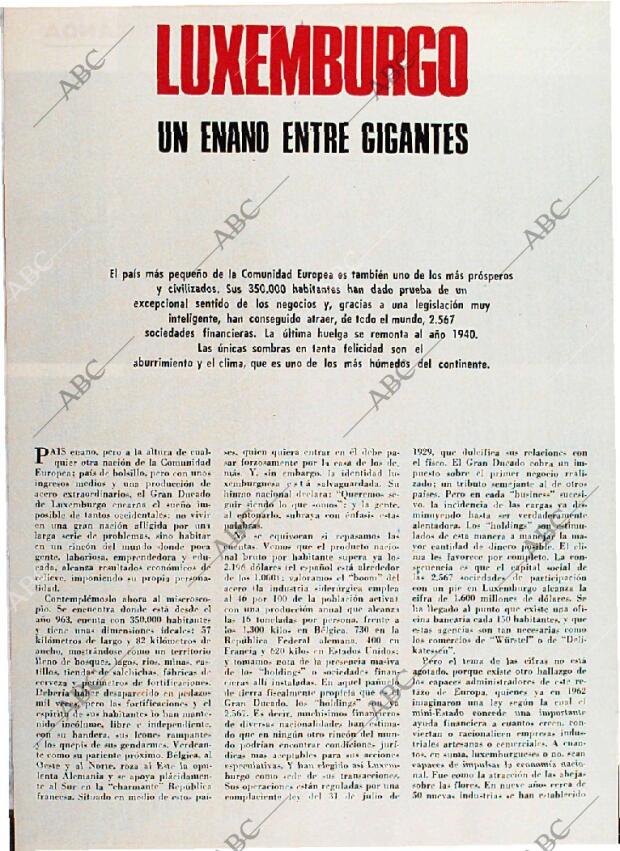 LUXEMBURGO
UN ENANO ENTRE GIGANTES
El país más pequeño de la Comunidad Europea es también uno de los más prósperos
y civilizados. Sus 350.000 habitantes han dado prueba de un
excepcional sentido de los negocios y, gracias a una legislación muy
inteligente, han conseguido atraer, de todo el mundo, 2.567
sociedades financieras. La última huelga se remonta al año 1940.
Las únicas sombras en tanta felicidad son el
aburrimiento y el clima, que es uno de los más húmedos del continente.
PAIS enano, pero a la altura de cual-
quier otra nación de la Comunidad
Europea; país de bolsillo, pero con unos
ingresos medios y una producción de
acero extraordinarios, el Gran Ducado
de Luxemburgo encarna el sueño im-
posible de tantos occidentales: no vi-
vir en una gran nación afligida por una
larga serie de problemas, sino habitar
en un rincón del mundo donde poca
gente, laboriosa, emprendedora y edu-
cada, alcanza resultados económicos de
relieve, imponiendo su propia persona-
lidad.
Contemplémoslo ahora al microsco-
pio. Se encuentra donde está desde el
año 963, cuenta con 350.000 habitantes
y tiene unas dimensiones ideales: 57
kilómetros de largo y 82 kilómetros de
ancho, mostrándose como un territorio
lleno de bosques, lagos, ríos, minas, cas-
tillos, tiendas de salchichas, fábricas de
cerveza y perímetros de fortificaciones.
Debería haber desaparecido en pedazos
mil veces, pero las fortificaciones y el
espíritu de sus habitantes lo han mante-
nido incólume, libre e independiente,
con su bandera, sus leones rampantes
y los quepis de sus gendarmes. Verdean-
te como su paciente próximo, Bélgica, al
Oeste y al Norte, roza al Este la opu-
lenta Alemania y se apoya plácidamen-
te al Sur en la "charmante" República
francesa. Situado en medio de estos paí-
ses, quien quiera entrar en él debe pa-
sar forzosamente por la casa de los de-
más. Y, sin embargo, la identidad lu-
xemburguesa está salvaguardada. Su
himno nacional declara: "Queremos se-
guir siendo lo que somos"; y la gente,
al entonarlo, subraya con énfasis estas
palabras.
No se equivocan si repasamos las
cuentas. Vemos que el producto nacio-
nal bruto por habitante supera ya los
2.196 dólares (el español está alrededor
de los 1.060); valoramos el "boom" del
acero (la industria siderúrgica emplea
al 46 por 100 de la población activa)
con una producción anual que alcanza
las 16 toneladas por persona, frente a
los 1.300 kilos en Bélgica, 730 en la
República Federal alemana, 400 en
Francia y 620 kilos en Estados Unidos;
y tomamos nota de la presencia masiva
de los "holdings" o sociedades finan-
cieras allí instaladas. En aquel pañuelo
de tierra fiscalmente propicia que es el
Gran Ducado, los "holdings" son ya
2.567. Es decir, muchísimos financieros
de diversas nacionalidades han estima-
do que en ningún otro rincón del mun-
do podrían encontrar condiciones jurí-
dicas más aceptables para sus acciones
especulativas. Y han elegido así Luxem-
burgo como sede de sus transacciones.
Sus operaciones están reguladas por una
complaciente ley del 31 de julio de
1929, que dulcifica sus relaciones con
el fisco. El Gran Ducado cobra un im-
puesto sobre el primer negocio reali-
zado; un tributo semejante al de otros
países. Pero en cada "business" sucesi-
vo, la incidencia de las cargas va dis-
minuyendo hasta ser verdaderamente
alentadora. Los "holdings" son esti-
mulados de esta manera a manejar la ma-
yor cantidad de dinero posible. El cli-
ma les favorece por completo. La con-
secuencia es que el capital social de
las 2.567 sociedades de participación
con un pie en Luxemburgo alcanza la
cifra de 1.600 millones de dólares. Se
ha llegado al punto que existe una ofi-
cina bancaria cada 150 habitantes, y que
estas agencias son tan necesarias como
los comercios de "Würstel" o de "Deli-
katessen".
Pero el tema de las cifras no está
agotado, porque existe otro hallazgo de
los capaces administradores de este re-
tazo de Europa, quienes ya en 1962
imaginaron una ley según la cual el
mini-Estado concede una importante
ayuda financiera a cuantos creen, con-
viertan o racionalicen empresas indus-
triales artesanas o comerciales. A cuan-
tos, en suma, luxemburgueses o no, sean
capaces de impulsar la economía nacio-
nal. Fue como la atracción de las abejas
sobre las flores. En nueve años cerca de
50 nuevas industrias se han establecido